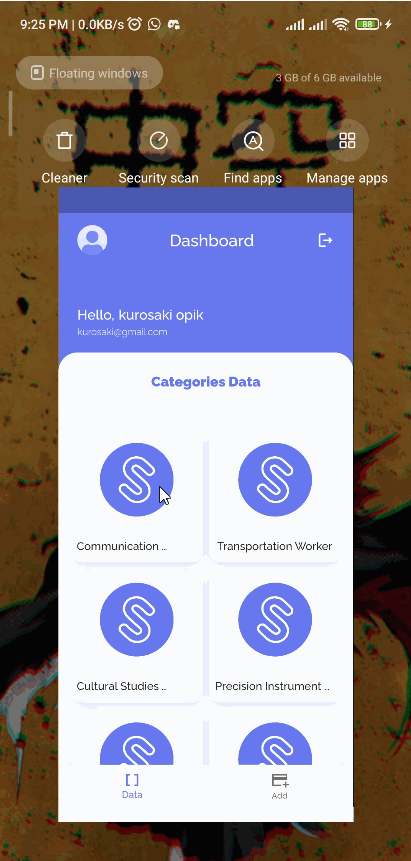 9:25 PM | 0.0KB/s
88
Floating windows
3 GB of 6 GB available
Cleaner
Security scan
Find apps
Manage apps
Dashboard
Hello, kurosaki opik
kurosaki@gmail.com
Categories Data
Communication ...
Transportation Worker
Cultural Studies ...
Precision Instrument ...
Data
Add